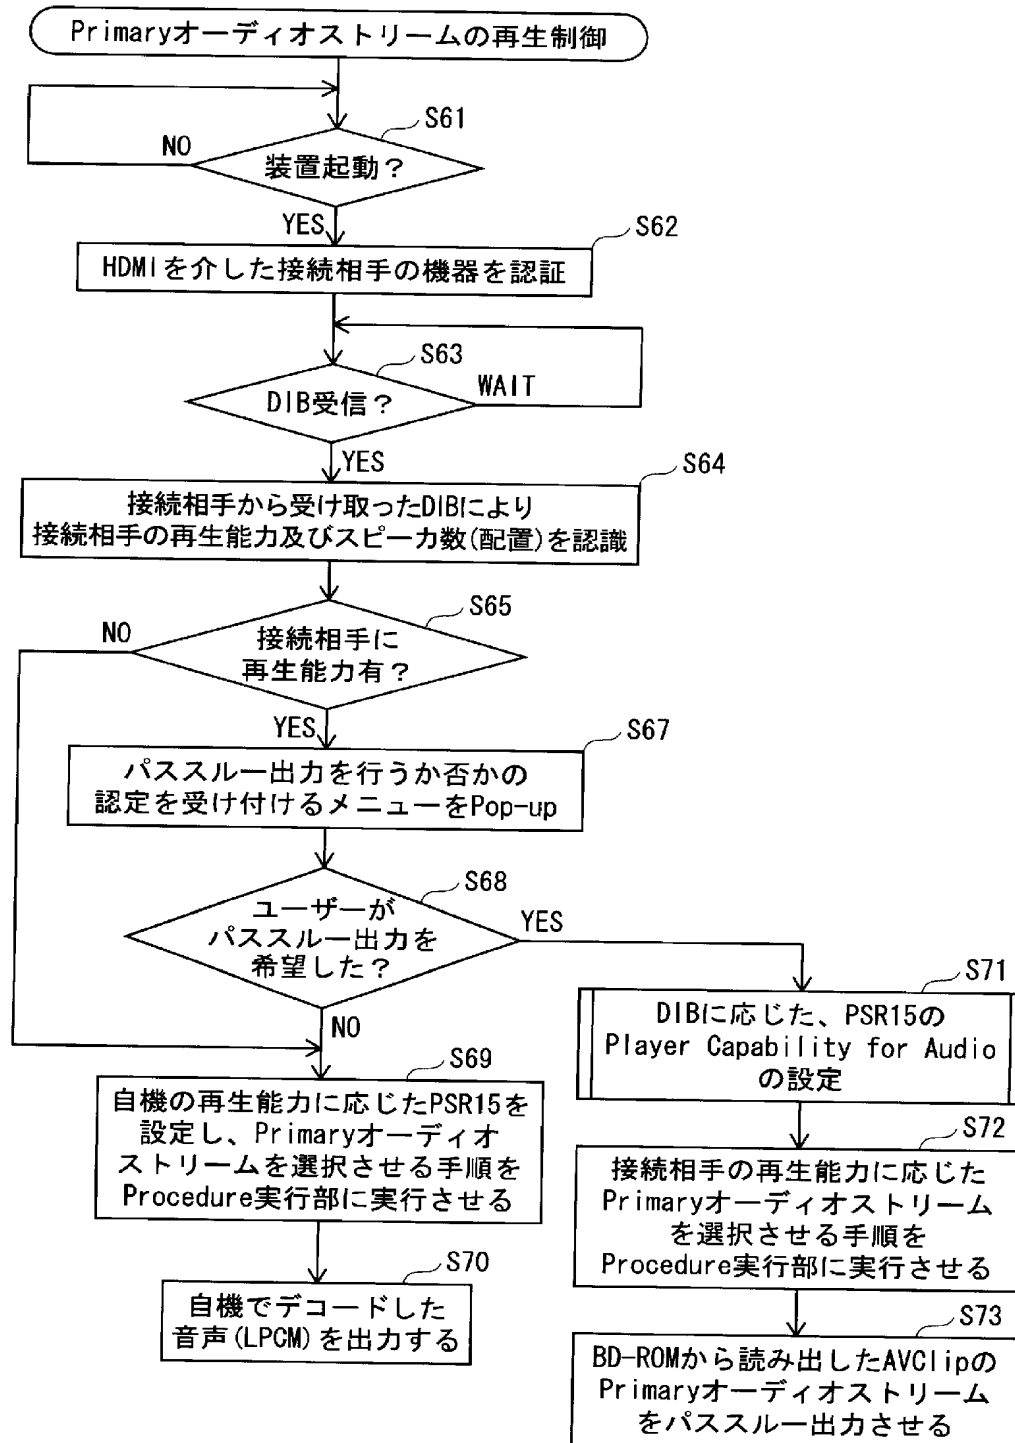 Primaryオーディオストリームの再生制御
S61
NO
装置起動？
YES
S62
HDMIを介した接続相手の機器を認証
S63
WAIT
DIB受信？
YES
S64
接続相手から受け取ったDIBにより
接続相手の再生能力及びスピーカ数(配置)を認識
S65
NO
接続相手に
再生能力有？
YES
S67
パススルー出力を行うか否かの
認定を受け付けるメニューをPop-up
S68
ユーザーが
パススルー出力を
希望した？
YES
NO
S69
自機の再生能力に応じたPSR15を
設定し、Primaryオーディオ
ストリームを選択させる手順を
Procedure実行部に実行させる
S70
自機でデコードした
音声(LPCM)を出力する
S71
DIBに応じた、PSR15の
Player Capability for Audio
の設定
S72
接続相手の再生能力に応じた
Primaryオーディオストリーム
を選択させる手順を
Procedure実行部に実行させる
S73
BD-ROMから読み出したAVClipの
Primaryオーディオストリーム
をパススルー出力させる